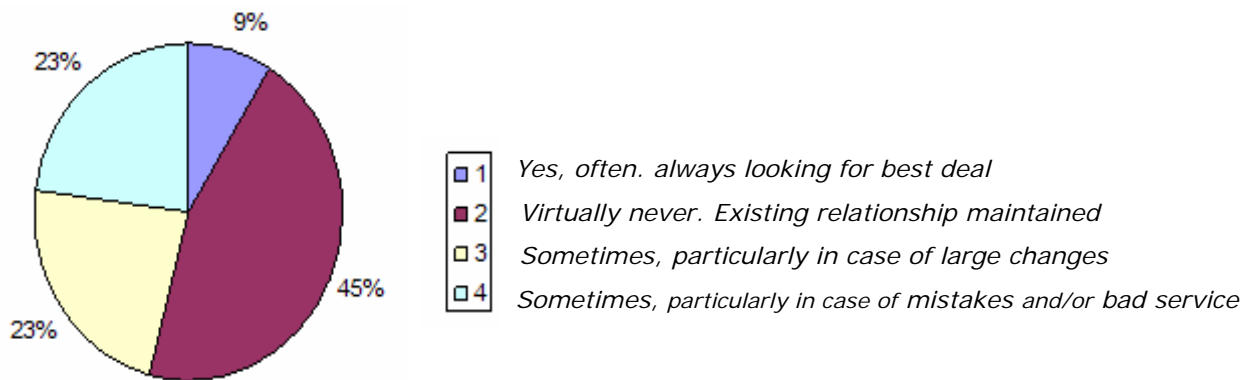 9%
23%
45%
23%
1 Yes, often. always looking for best deal
2 Virtually never. Existing relationship maintained
3 Sometimes, particularly in case of large changes
4 Sometimes, particularly in case of mistakes and/or bad service